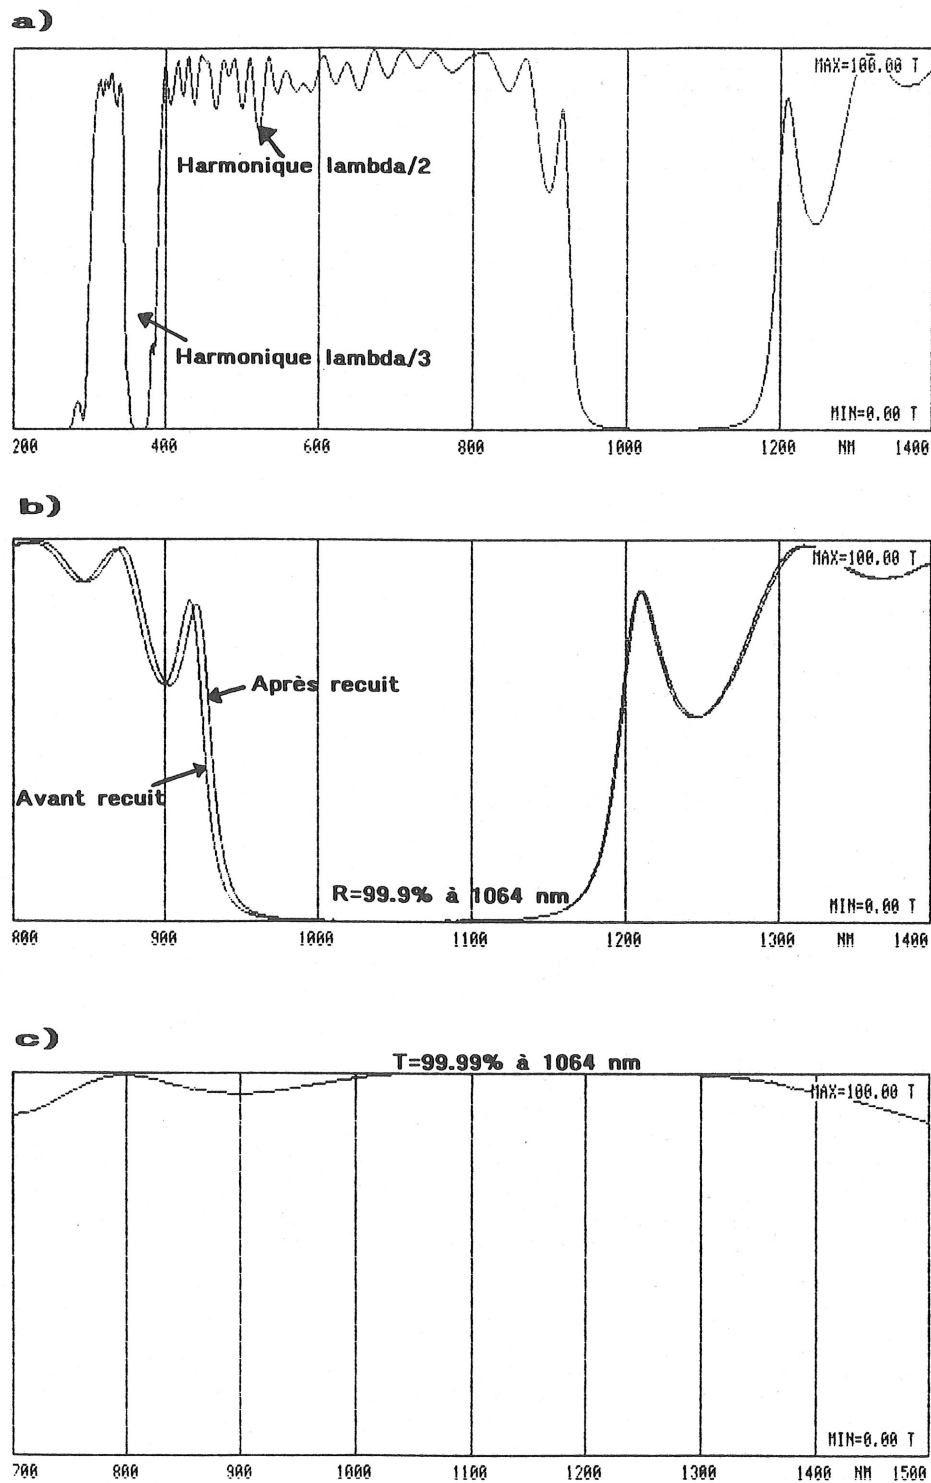 a)
MAX=100.00 T
Harmonique lambda/2
Harmonique lambda/3
MIN=0.00 T
200 400 600 800 1000 1200 NM 1400
b)
MAX=100.00 T
Après recuit
Avant recuit
R=99.9% à 1064 nm
MIN=0.00 T
800 900 1000 1100 1200 1300 NM 1400
c)
T=99.99% à 1064 nm
MAX=100.00 T
MIN=0.00 T
700 800 900 1000 1100 1200 1300 1400 NM 1500